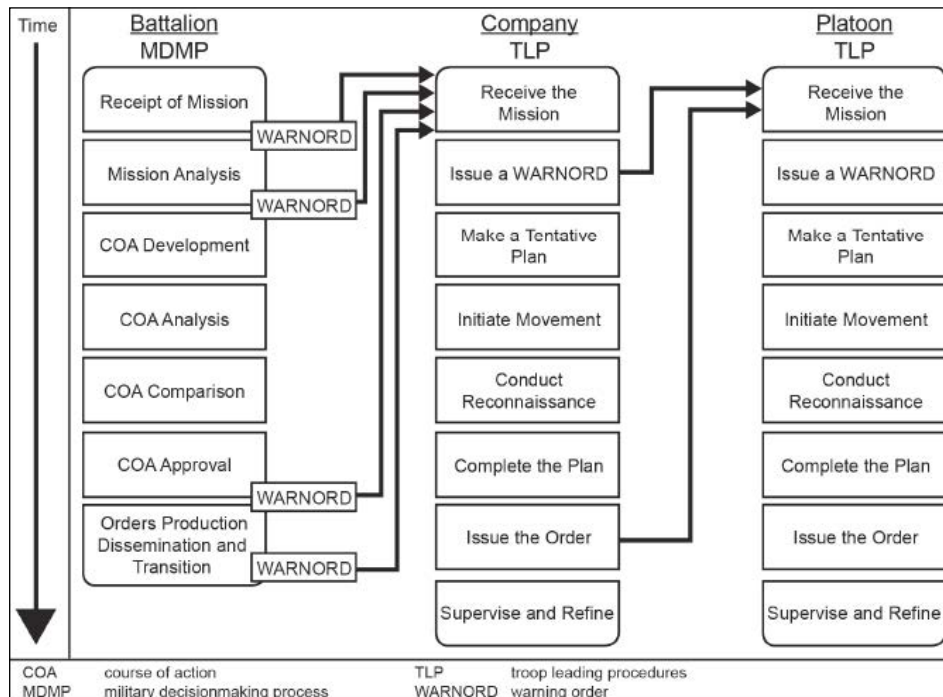 Time
Battalion
MDMP
Company
TLP
Platoon
TLP
Receipt of Mission
WARNORD
Mission Analysis
WARNORD
COA Development
COA Analysis
COA Comparison
COA Approval
WARNORD
Orders Production
Dissemination and
Transition
WARNORD
Receive the
Mission
Issue a WARNORD
Make a Tentative
Plan
Initiate Movement
Conduct
Reconnaissance
Complete the Plan
Issue the Order
Supervise and Refine
Receive the
Mission
Issue a WARNORD
Make a Tentative
Plan
Initiate Movement
Conduct
Reconnaissance
Complete the Plan
Issue the Order
Supervise and Refine
COA course of action
MDMP military decisionmaking process
TLP troop leading procedures
WARNORD warning order